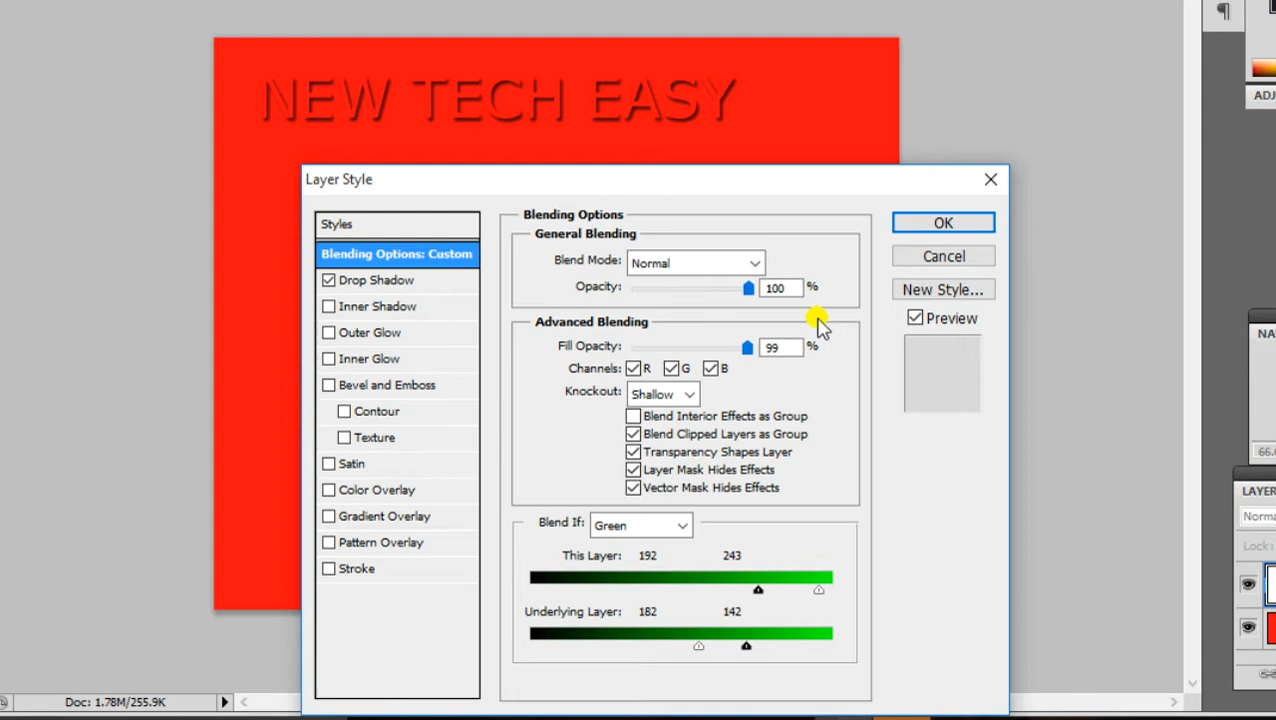 ¶
ADJ
NEW TECH EASY
Layer Style
Styles
Blending Options: Custom
Drop Shadow
Inner Shadow
Outer Glow
Inner Glow
Bevel and Emboss
Contour
Texture
Satin
Color Overlay
Gradient Overlay
Pattern Overlay
Stroke
Blending Options
General Blending
Blend Mode: Normal
Opacity: 100 %
Advanced Blending
Fill Opacity: 99 %
Channels: R G B
Knockout: Shallow
Blend Interior Effects as Group
Blend Clipped Layers as Group
Transparency Shapes Layer
Layer Mask Hides Effects
Vector Mask Hides Effects
Blend If: Green
This Layer: 192 243
Underlying Layer: 182 142
OK
Cancel
New Style...
Preview
NA
66.
LAYER
Norma
Lock:
Doc: 1.78M/255.9K